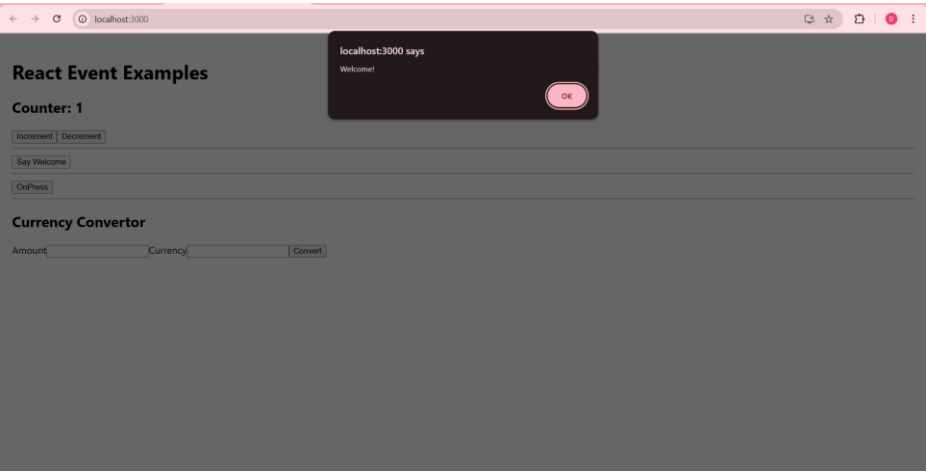 localhost:3000
D
localhost:3000 says
Welcome!
OK
React Event Examples
Counter: 1
Increment Decrement
Say Welcome
OnPress
Currency Convertor
Amount Currency Convert